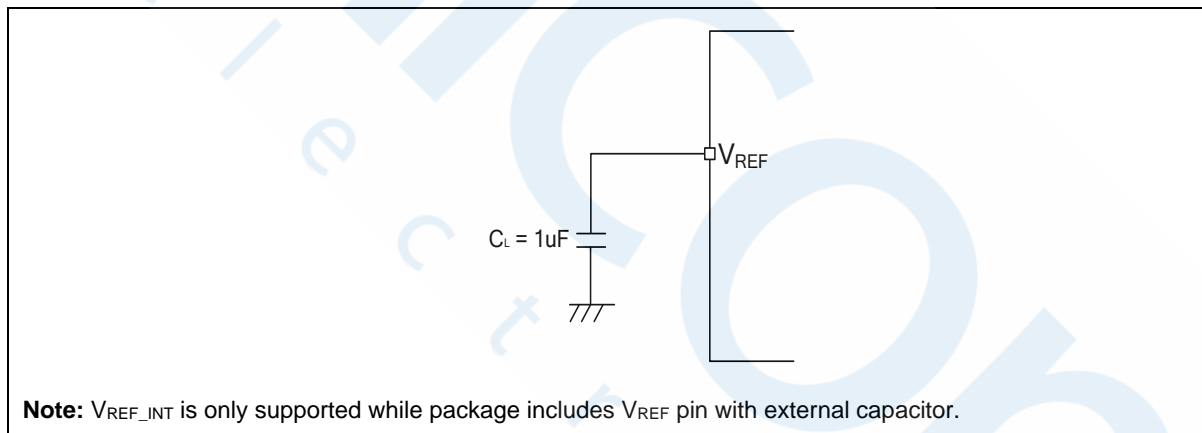 VREF
CL = 1uF
Note: VREF_INT is only supported while package includes VREF pin with external capacitor.